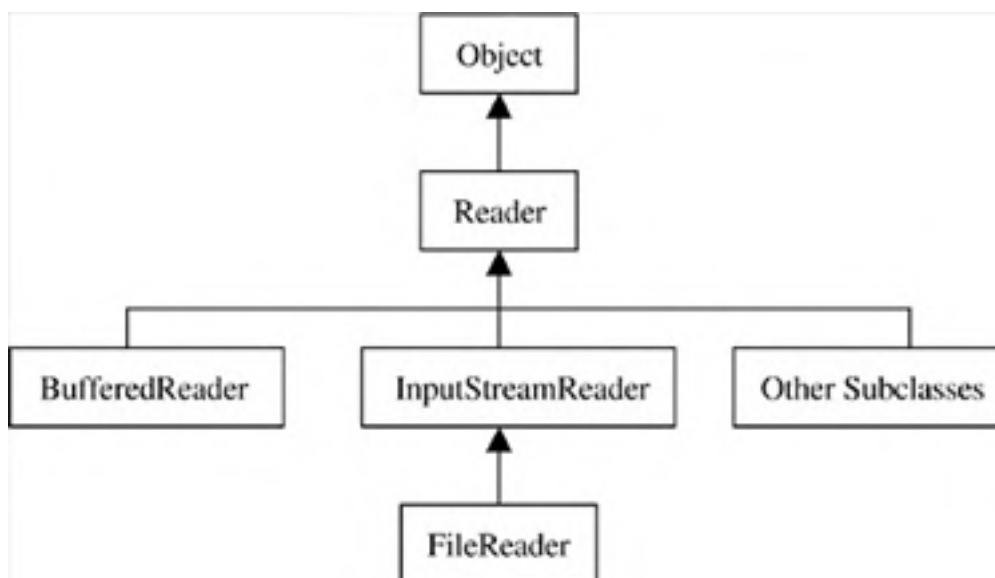 Object
Reader
BufferedReader
InputStreamReader
Other Subclasses
FileReader